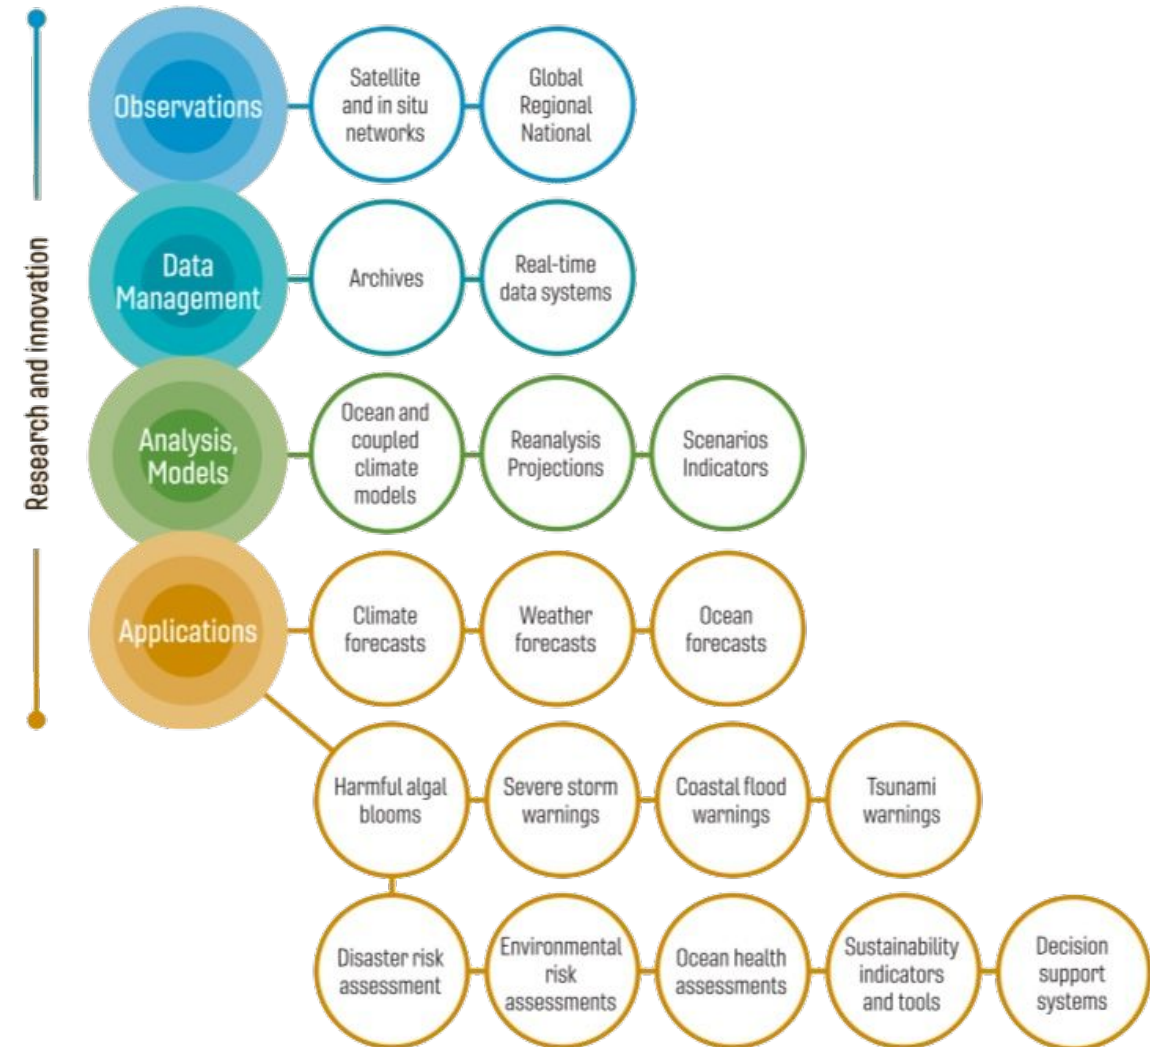 Research and innovation
Observations
Satellite
and in situ
networks
Global
Regional
National
Data
Management
Archives
Real-time
data systems
Analysis,
Models
Ocean and
coupled
climate
models
Reanalysis
Projections
Scenarios
Indicators
Applications
Climate
forecasts
Weather
forecasts
Ocean
forecasts
Harmful algal
blooms
Severe storm
warnings
Coastal flood
warnings
Tsunami
warnings
Disaster risk
assessment
Environmental
risk
assessments
Ocean health
assessments
Sustainability
indicators
and tools
Decision
support
systems